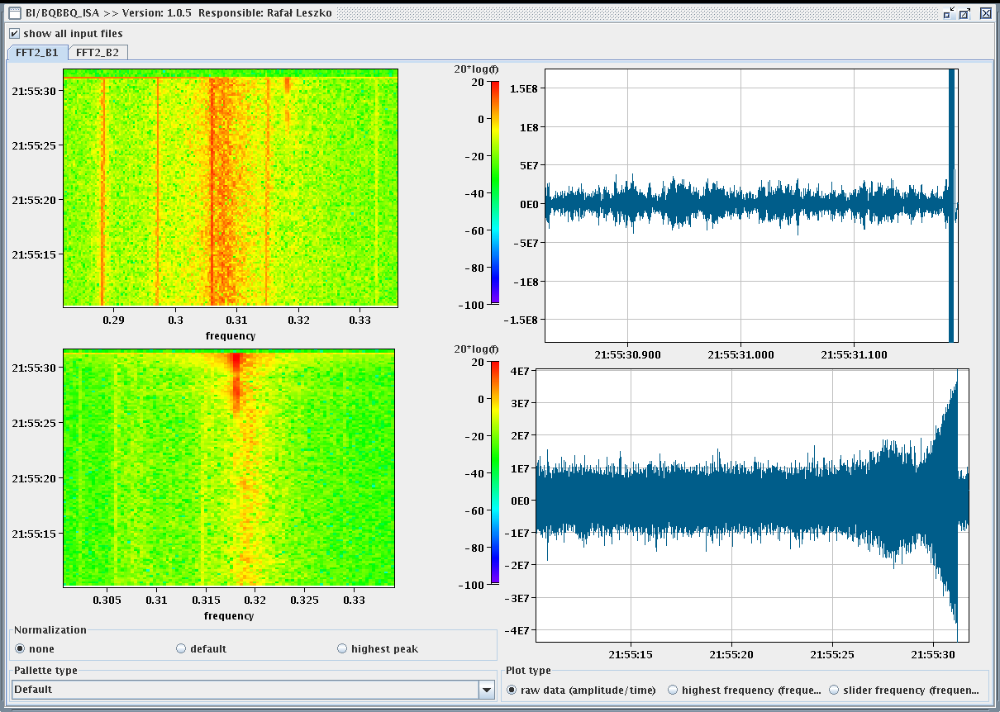 BI/BQBBQ_ISA >> Version: 1.0.5 Responsible: Rafał Leszko
show all input files
FFT2_B1 FFT2_B2
21:55:30
21:55:25
21:55:20
21:55:15
0.29 0.3 0.31 0.32 0.33
frequency
20*log(f)
20
0
-20
-40
-60
-80
-100
1.5E8
1E8
5E7
0E0
-5E7
-1E8
-1.5E8
21:55:30.900 21:55:31.000 21:55:31.100
21:55:30
21:55:25
21:55:20
21:55:15
0.305 0.31 0.315 0.32 0.325 0.33
frequency
20*log(f)
20
0
-20
-40
-60
-80
-100
4E7
3E7
2E7
1E7
0E0
-1E7
-2E7
-3E7
-4E7
21:55:15 21:55:20 21:55:25 21:55:30
Normalization
none default highest peak
Pallette type
Default
Plot type
raw data (amplitude/time) highest frequency (freque... slider frequency (frequen...